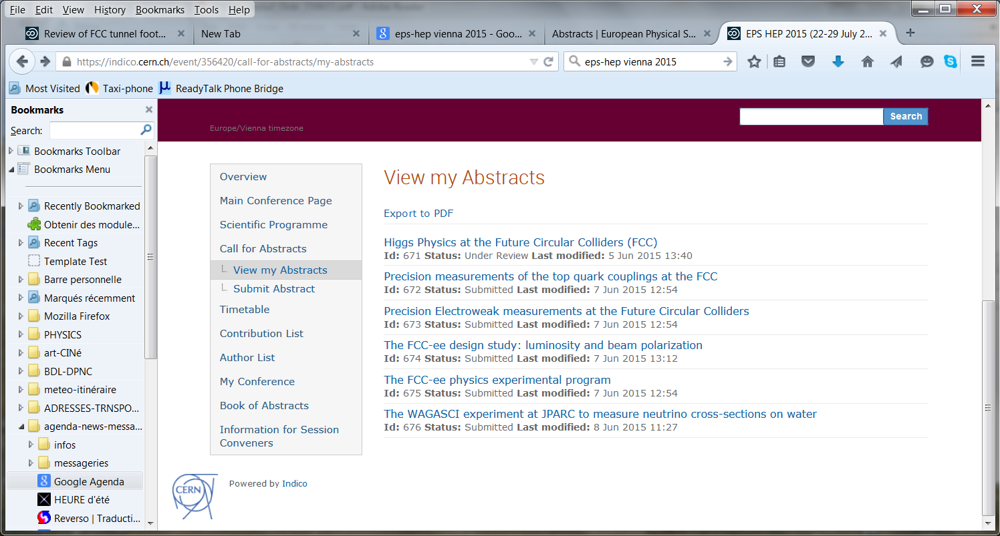 File Edit View History Bookmarks Tools Help
Review of FCC tunnel foot... New Tab eps-hep vienna 2015 - Goo... Abstracts | European Physical S... EPS HEP 2015 (22-29 July 2...
https://indico.cern.ch/event/356420/call-for-abstracts/my-abstracts eps-hep vienna 2015
Most Visited Taxi-phone ReadyTalk Phone Bridge
Bookmarks
Search:
Bookmarks Toolbar
Bookmarks Menu
Recently Bookmarked
Obtenir des module...
Recent Tags
Template Test
Barre personnelle
Marqués récemment
Mozilla Firefox
PHYSICS
art-CINé
BDL-DPNC
meteo-itinéraire
ADRESSES-TRNSPO...
agenda-news-messa...
infos
messageries
Google Agenda
HEURE d'été
Reverso | Traducti...
Europe/Vienna timezone
Search
Overview
Main Conference Page
Scientific Programme
Call for Abstracts
View my Abstracts
Submit Abstract
Timetable
Contribution List
Author List
My Conference
Book of Abstracts
Information for Session
Conveners
View my Abstracts
Export to PDF
Higgs Physics at the Future Circular Colliders (FCC)
Id: 671 Status: Under Review Last modified: 5 Jun 2015 13:40
Precision measurements of the top quark couplings at the FCC
Id: 672 Status: Submitted Last modified: 7 Jun 2015 12:54
Precision Electroweak measurements at the Future Circular Colliders
Id: 673 Status: Submitted Last modified: 7 Jun 2015 12:54
The FCC-ee design study: luminosity and beam polarization
Id: 674 Status: Submitted Last modified: 7 Jun 2015 13:12
The FCC-ee physics experimental program
Id: 675 Status: Submitted Last modified: 7 Jun 2015 12:54
The WAGASCI experiment at JPARC to measure neutrino cross-sections on water
Id: 676 Status: Submitted Last modified: 8 Jun 2015 11:27
CERN
Powered by Indico